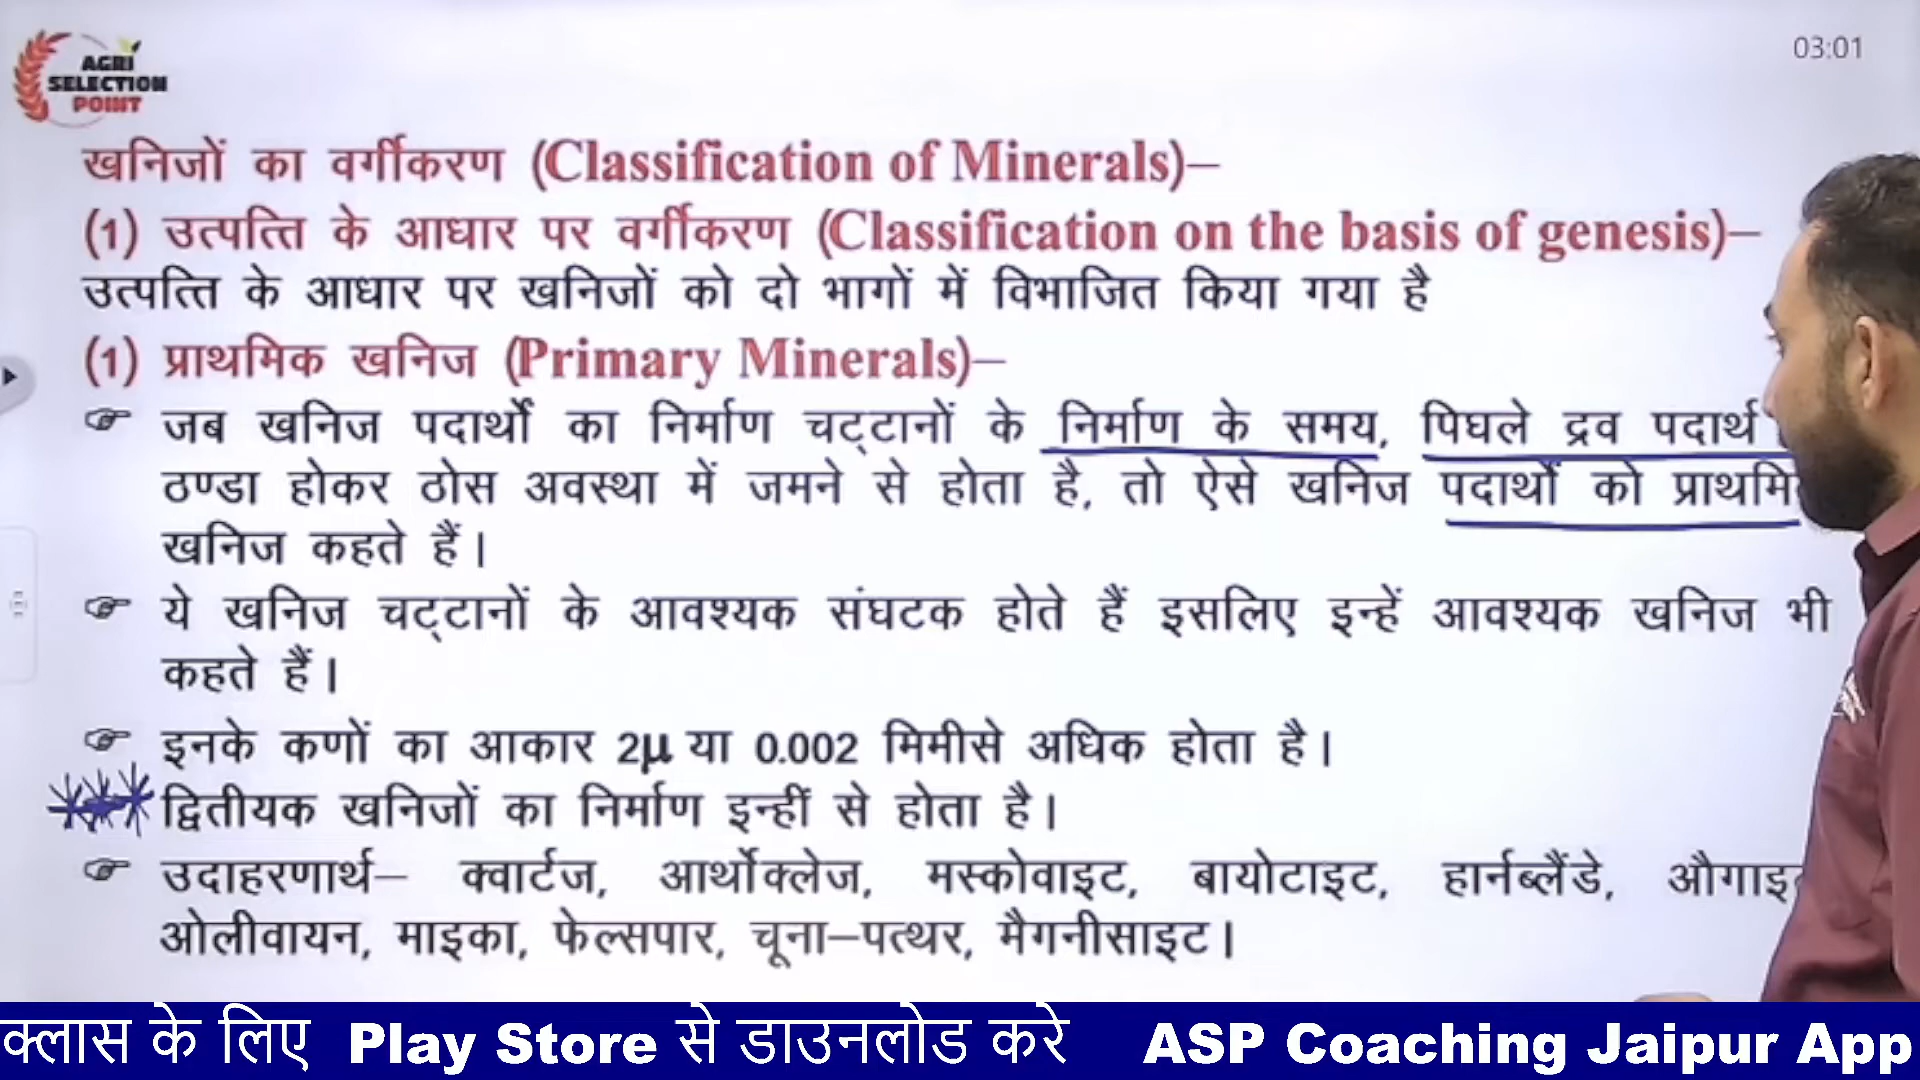 AGRI
SELECTION
POINT
03:01
खनिजों का वर्गीकरण (Classification of Minerals)–
(1) उत्पत्ति के आधार पर वर्गीकरण (Classification on the basis of genesis)–
उत्पत्ति के आधार पर खनिजों को दो भागों में विभाजित किया गया है
(1) प्राथमिक खनिज (Primary Minerals)–
☞ जब खनिज पदार्थों का निर्माण चट्टानों के निर्माण के समय, पिघले द्रव पदार्थ
ठण्डा होकर ठोस अवस्था में जमने से होता है, तो ऐसे खनिज पदार्थों को
खनिज कहते हैं।
☞ ये खनिज चट्टानों के आवश्यक संघटक होते हैं इसलिए इन्हें आवश्यक खनिज भी
कहते हैं।
☞ इनके कणों का आकार 2μ या 0.002 मिमीसे अधिक होता है।
द्वितीयक खनिजों का निर्माण इन्हीं से होता है।
☞ उदाहरणार्थ– क्वार्टज, आर्थोक्लेज, मस्कोवाइट, बायोटाइट, हार्नब्लैंडे,
ओलीवायन, माइका, फेल्सपार, चूना–पत्थर, मैगनीसाइट।
क्लास के लिए Play Store से डाउनलोड करे ASP Coaching Jaipur App